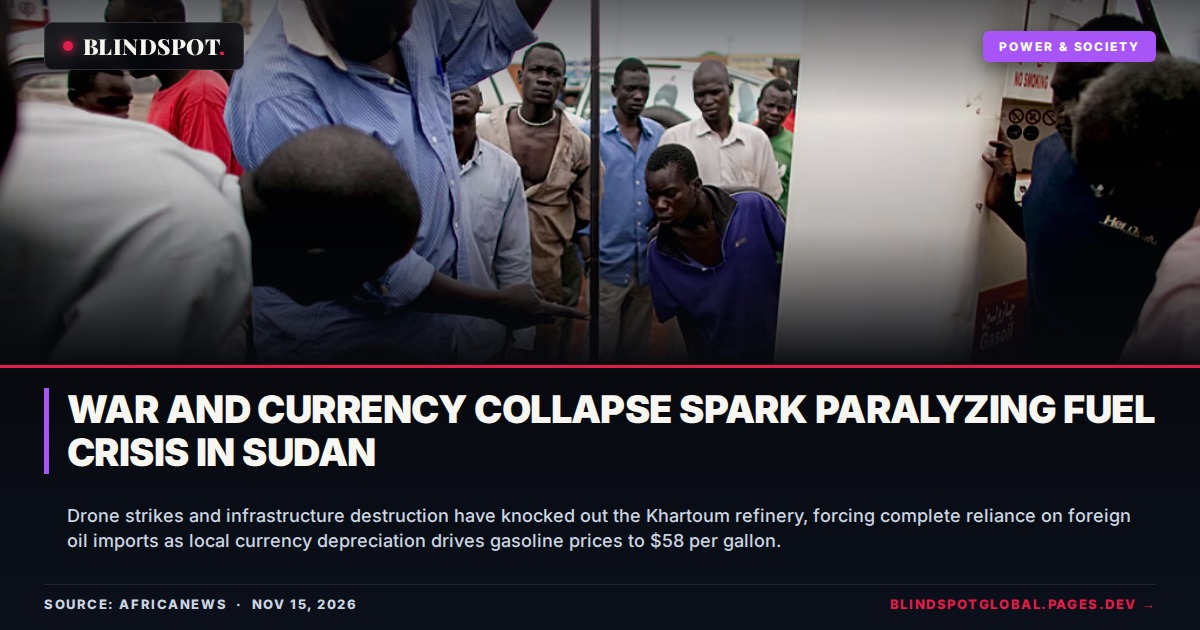 BLINDSPOT.
POWER & SOCIETY
NO SMOKING
Gasoil
WAR AND CURRENCY COLLAPSE SPARK PARALYZING FUEL
CRISIS IN SUDAN
Drone strikes and infrastructure destruction have knocked out the Khartoum refinery, forcing complete reliance on foreign
oil imports as local currency depreciation drives gasoline prices to $58 per gallon.
SOURCE: AFRICANEWS · NOV 15, 2026
BLINDSPOTGLOBAL.PAGES.DEV →